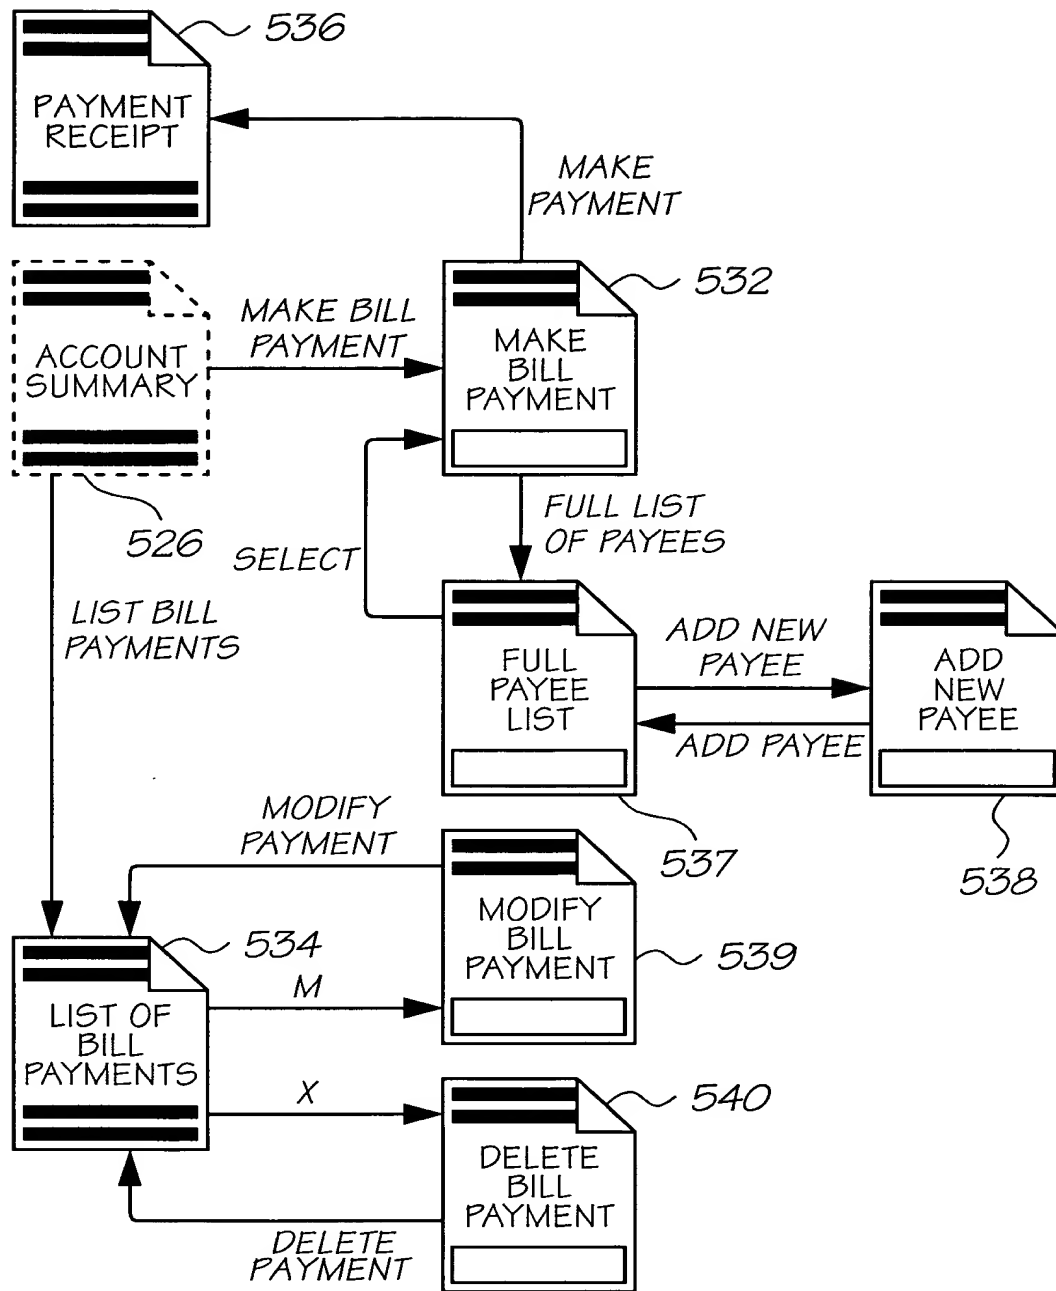 536
PAYMENT
RECEIPT
MAKE
PAYMENT
532
MAKE BILL
PAYMENT
ACCOUNT
SUMMARY
MAKE
BILL
PAYMENT
526
FULL LIST
OF PAYEES
SELECT
LIST BILL
PAYMENTS
FULL
PAYEE
LIST
ADD NEW
PAYEE
ADD PAYEE
ADD
NEW
PAYEE
537
538
MODIFY
PAYMENT
MODIFY
BILL
PAYMENT
539
534
M
LIST OF
BILL
PAYMENTS
X
540
DELETE
BILL
PAYMENT
DELETE
PAYMENT